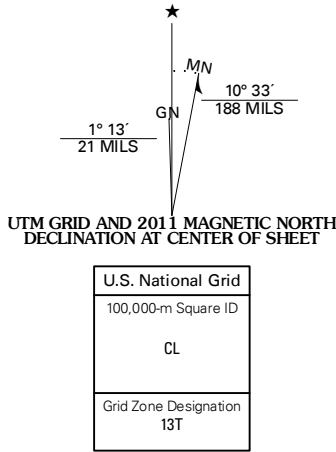 MN
GN
10° 33´
188 MILS
1° 13´
21 MILS
UTM GRID AND 2011 MAGNETIC NORTH
DECLINATION AT CENTER OF SHEET
U.S. National Grid
100,000-m Square ID
CL
Grid Zone Designation
13T